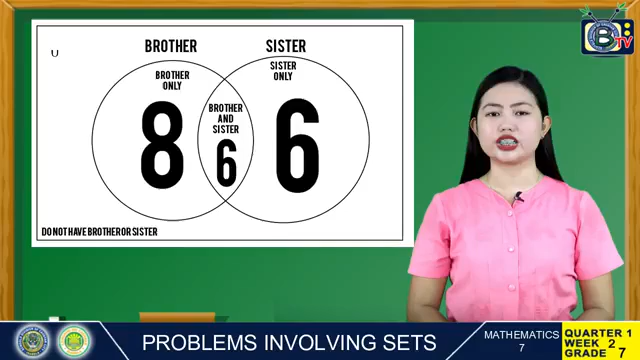 BTV
U
BROTHER
SISTER
BROTHER
ONLY
SISTER
ONLY
BROTHER
AND
SISTER
8
6
6
DO NOT HAVE BROTHER OR SISTER
PROBLEMS INVOLVING SETS
MATHEMATICS
7
QUARTER 1
WEEK 2
GRADE 7